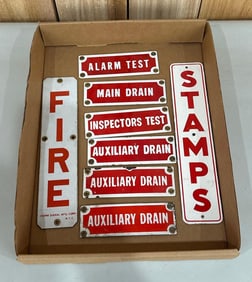 FIRE
ALARM TEST
MAIN DRAIN
INSPECTORS TEST
AUXILIARY DRAIN
AUXILIARY DRAIN
AUXILIARY DRAIN
STAMPS